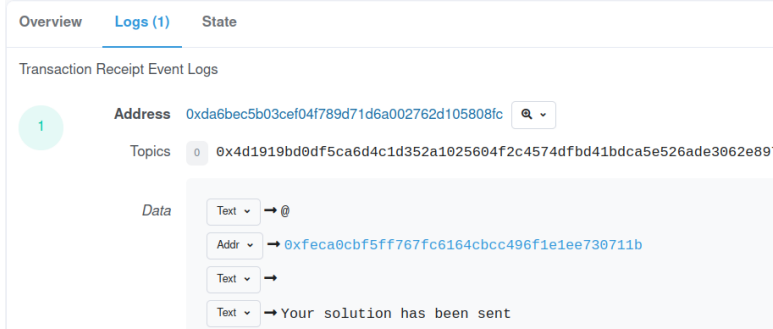 Overview Logs (1) State
Transaction Receipt Event Logs
1
Address 0xda6bec5b03cef04f789d71d6a002762d105808fc
Topics 0 0x4d1919bd0df5ca6d4c1d352a1025604f2c4574dfbd41bdca5e526ade3062e897
Data
Text → @
Addr → 0xfeca0cbf5ff767fc6164cbcc496f1e1ee730711b
Text →
Text → Your solution has been sent